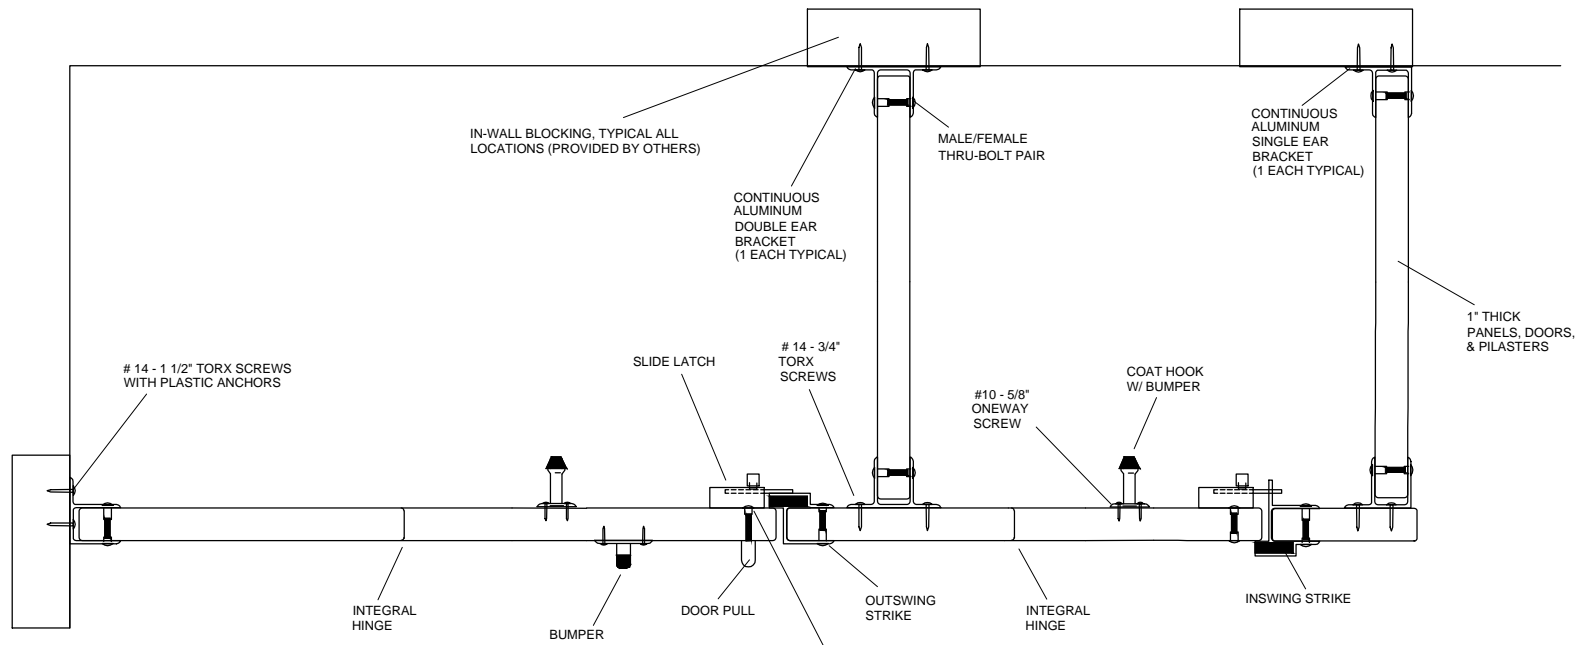 IN-WALL BLOCKING, TYPICAL ALL
LOCATIONS (PROVIDED BY OTHERS)
MALE/FEMALE
THRU-BOLT PAIR
CONTINUOUS
ALUMINUM
SINGLE EAR
BRACKET
(1 EACH TYPICAL)
CONTINUOUS
ALUMINUM
DOUBLE EAR
BRACKET
(1 EACH TYPICAL)
1" THICK
PANELS, DOORS,
& PILASTERS
# 14 - 1 1/2" TORX SCREWS
WITH PLASTIC ANCHORS
SLIDE LATCH
# 14 - 3/4"
TORX
SCREWS
#10 - 5/8"
ONEWAY
SCREW
COAT HOOK
W/ BUMPER
INTEGRAL
HINGE
BUMPER
DOOR PULL
OUTSWING
STRIKE
INTEGRAL
HINGE
INSWING STRIKE